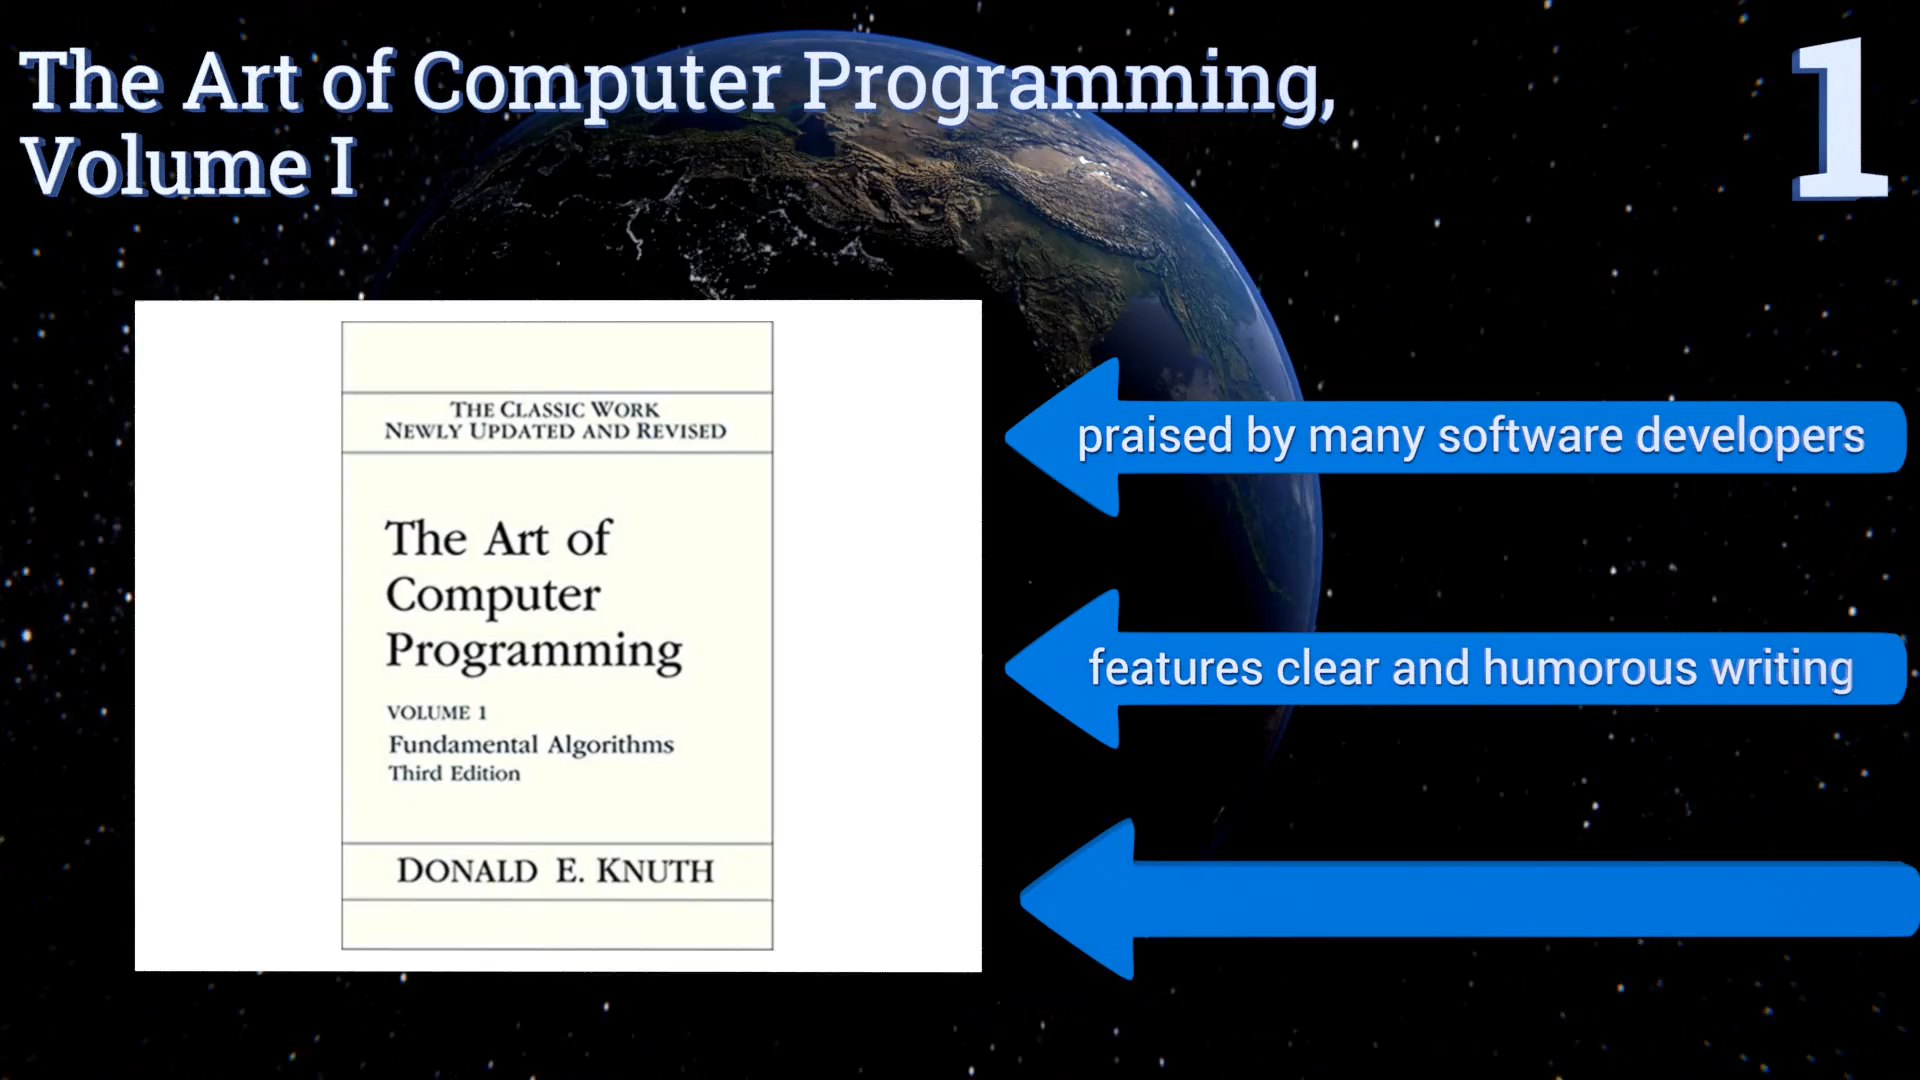 The Art of Computer Programming,
Volume I
1
THE CLASSIC WORK
NEWLY UPDATED AND REVISED
The Art of
Computer
Programming
VOLUME 1
Fundamental Algorithms
Third Edition
DONALD E. KNUTH
praised by many software developers
features clear and humorous writing